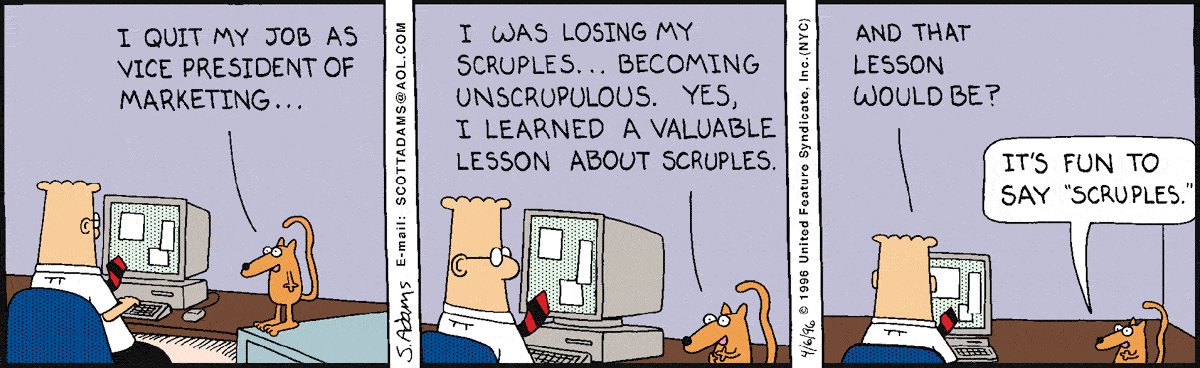 I QUIT MY JOB AS
VICE PRESIDENT OF
MARKETING...
S. Adams
E-mail: SCOTTADAMS@AOL.COM
I WAS LOSING MY
SCRUPLES... BECOMING
UNSCRUPULOUS. YES,
I LEARNED A VALUABLE
LESSON ABOUT SCRUPLES.
4/6/96 © 1996 United Feature Syndicate, Inc.(NYC)
AND THAT
LESSON
WOULD BE?
IT'S FUN TO
SAY "SCRUPLES."